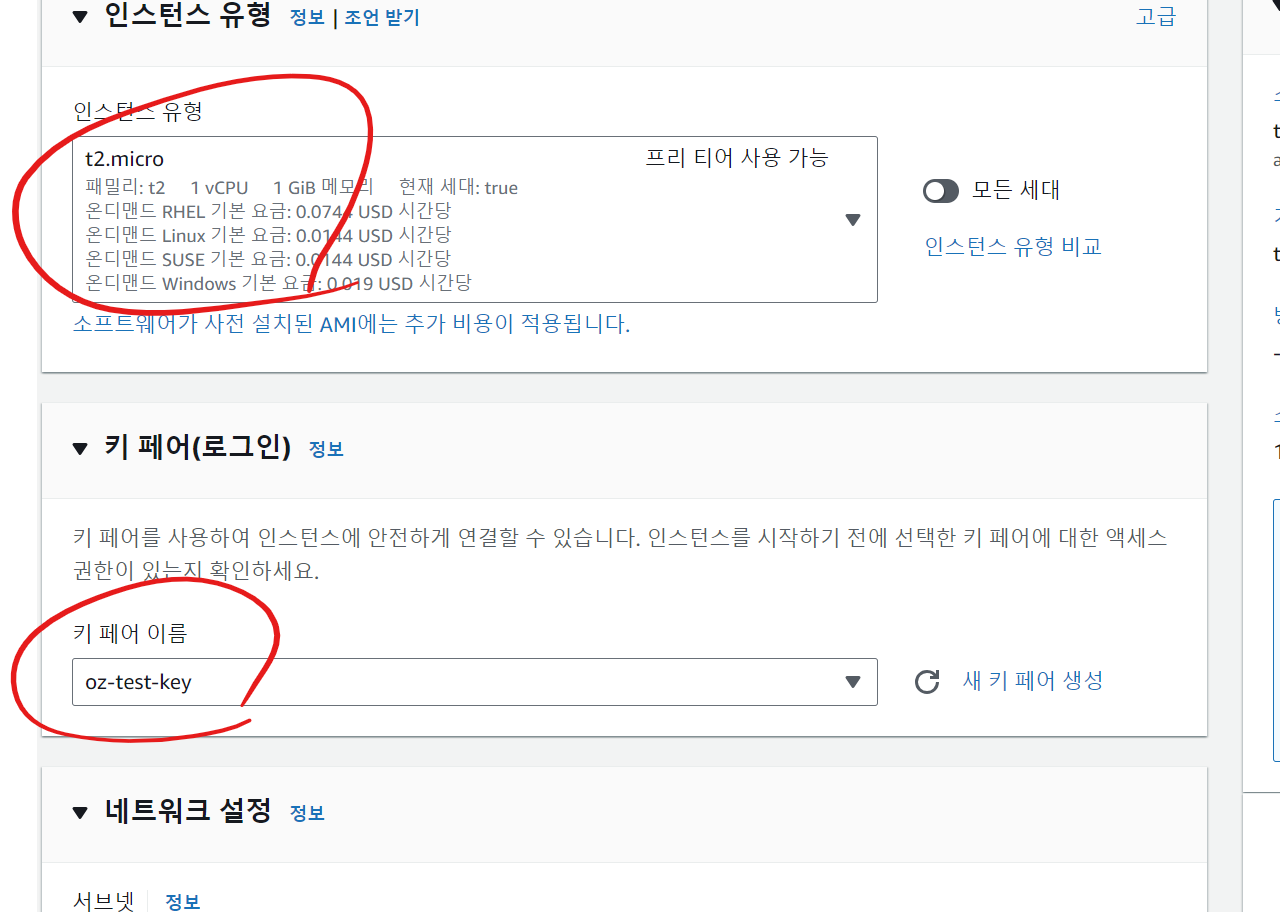 인스턴스 유형 정보 | 조언 받기 고급
인스턴스 유형
t2.micro 프리 티어 사용 가능
패밀리: t2 1 vCPU 1 GiB 메모리 현재 세대: true
온디맨드 RHEL 기본 요금: 0.0744 USD 시간당
모든 세대
온디맨드 Linux 기본 요금: 0.0144 USD 시간당
인스턴스 유형 비교
온디맨드 SUSE 기본 요금: 0.0144 USD 시간당
온디맨드 Windows 기본 요금: 0.019 USD 시간당
소프트웨어가 사전 설치된 AMI에는 추가 비용이 적용됩니다.
키 페어(로그인) 정보
키 페어를 사용하여 인스턴스에 안전하게 연결할 수 있습니다. 인스턴스를 시작하기 전에 선택한 키 페어에 대한 액세스
권한이 있는지 확인하세요.
키 페어 이름
oz-test-key 새 키 페어 생성
네트워크 설정 정보
서브넷 정보